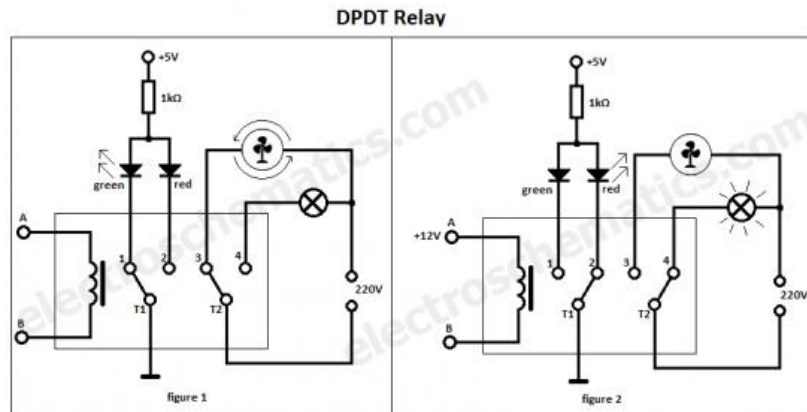 DPDT Relay
+5V
1kΩ
green
red
A
1
2
3
4
B
T1
T2
220V
figure 1
+5V
1kΩ
green
red
A
+12V
1
2
3
4
B
T1
T2
220V
figure 2
electroschematics.com
electroschematics.com